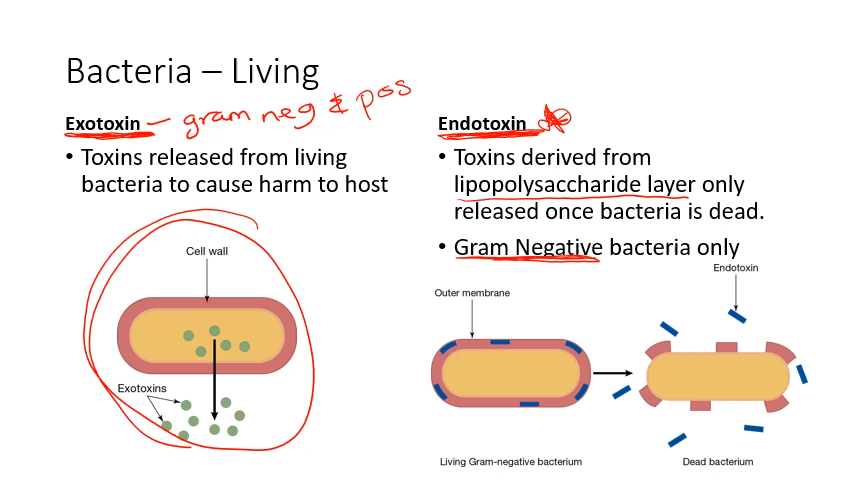 Bacteria – Living
Exotoxin – gram neg & pos
• Toxins released from living
bacteria to cause harm to host
Cell wall
Exotoxins
Endotoxin
• Toxins derived from
lipopolysaccharide layer only
released once bacteria is dead.
• Gram Negative bacteria only
Endotoxin
Outer membrane
Living Gram-negative bacterium
Dead bacterium